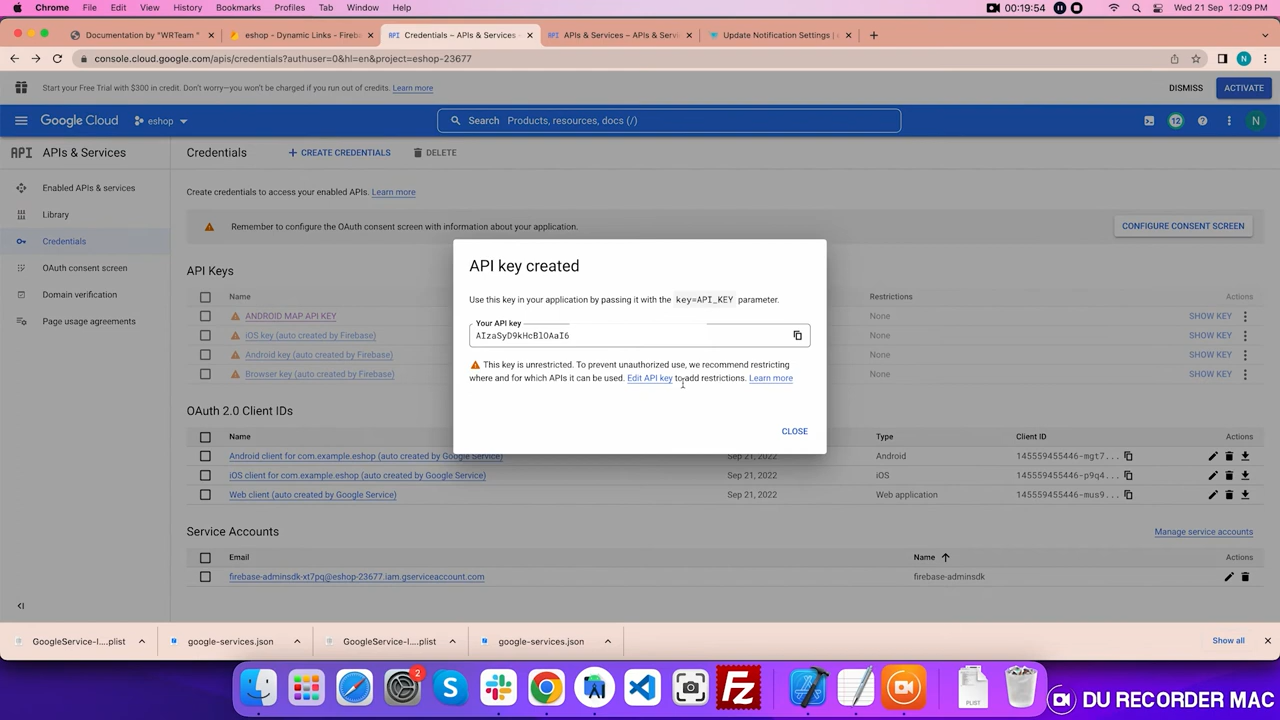 Chrome File Edit View History Bookmarks Profiles Tab Window Help 00:19:54 Wed 21 Sep 12:09 PM
Documentation by "WRTeam" eshop - Dynamic Links - Fireba Credentials – APIs & Services - APIs & Services – APIs & Servi Update Notification Settings |
console.cloud.google.com/apis/credentials?authuser=0&hl=en&project=eshop-23677 N
Start your Free Trial with $300 in credit. Don't worry—you won't be charged if you run out of credits. Learn more DISMISS ACTIVATE
Google Cloud eshop Search Products, resources, docs (/) 12 N
API APIs & Services Credentials + CREATE CREDENTIALS DELETE
Enabled APIs & services
Library
Credentials
OAuth consent screen
Domain verification
Page usage agreements
Create credentials to access your enabled APIs. Learn more
Remember to configure the OAuth consent screen with information about your application. CONFIGURE CONSENT SCREEN
API Keys
Name Restrictions Actions
ANDROID MAP API KEY None SHOW KEY
iOS key (auto created by Firebase) None SHOW KEY
Android key (auto created by Firebase) None SHOW KEY
Browser key (auto created by Firebase) None SHOW KEY
API key created
Use this key in your application by passing it with the key=API_KEY parameter.
Your API key
AIzaSyD9kHcBlOAaI6
This key is unrestricted. To prevent unauthorized use, we recommend restricting
where and for which APIs it can be used. Edit API key to add restrictions. Learn more
CLOSE
OAuth 2.0 Client IDs
Name Type Client ID Actions
Android client for com.example.eshop (auto created by Google Service) Sep 21, 2022 Android 145559455446-mgt7...
iOS client for com.example.eshop (auto created by Google Service) Sep 21, 2022 iOS 145559455446-p9q4...
Web client (auto created by Google Service) Sep 21, 2022 Web application 145559455446-mus9...
Service Accounts Manage service accounts
Email Name Actions
firebase-adminsdk-xt7pq@eshop-23677.iam.gserviceaccount.com firebase-adminsdk
GoogleService-I....plist google-services.json GoogleService-I....plist google-services.json Show all
2
PLIST
DU RECORDER MAC